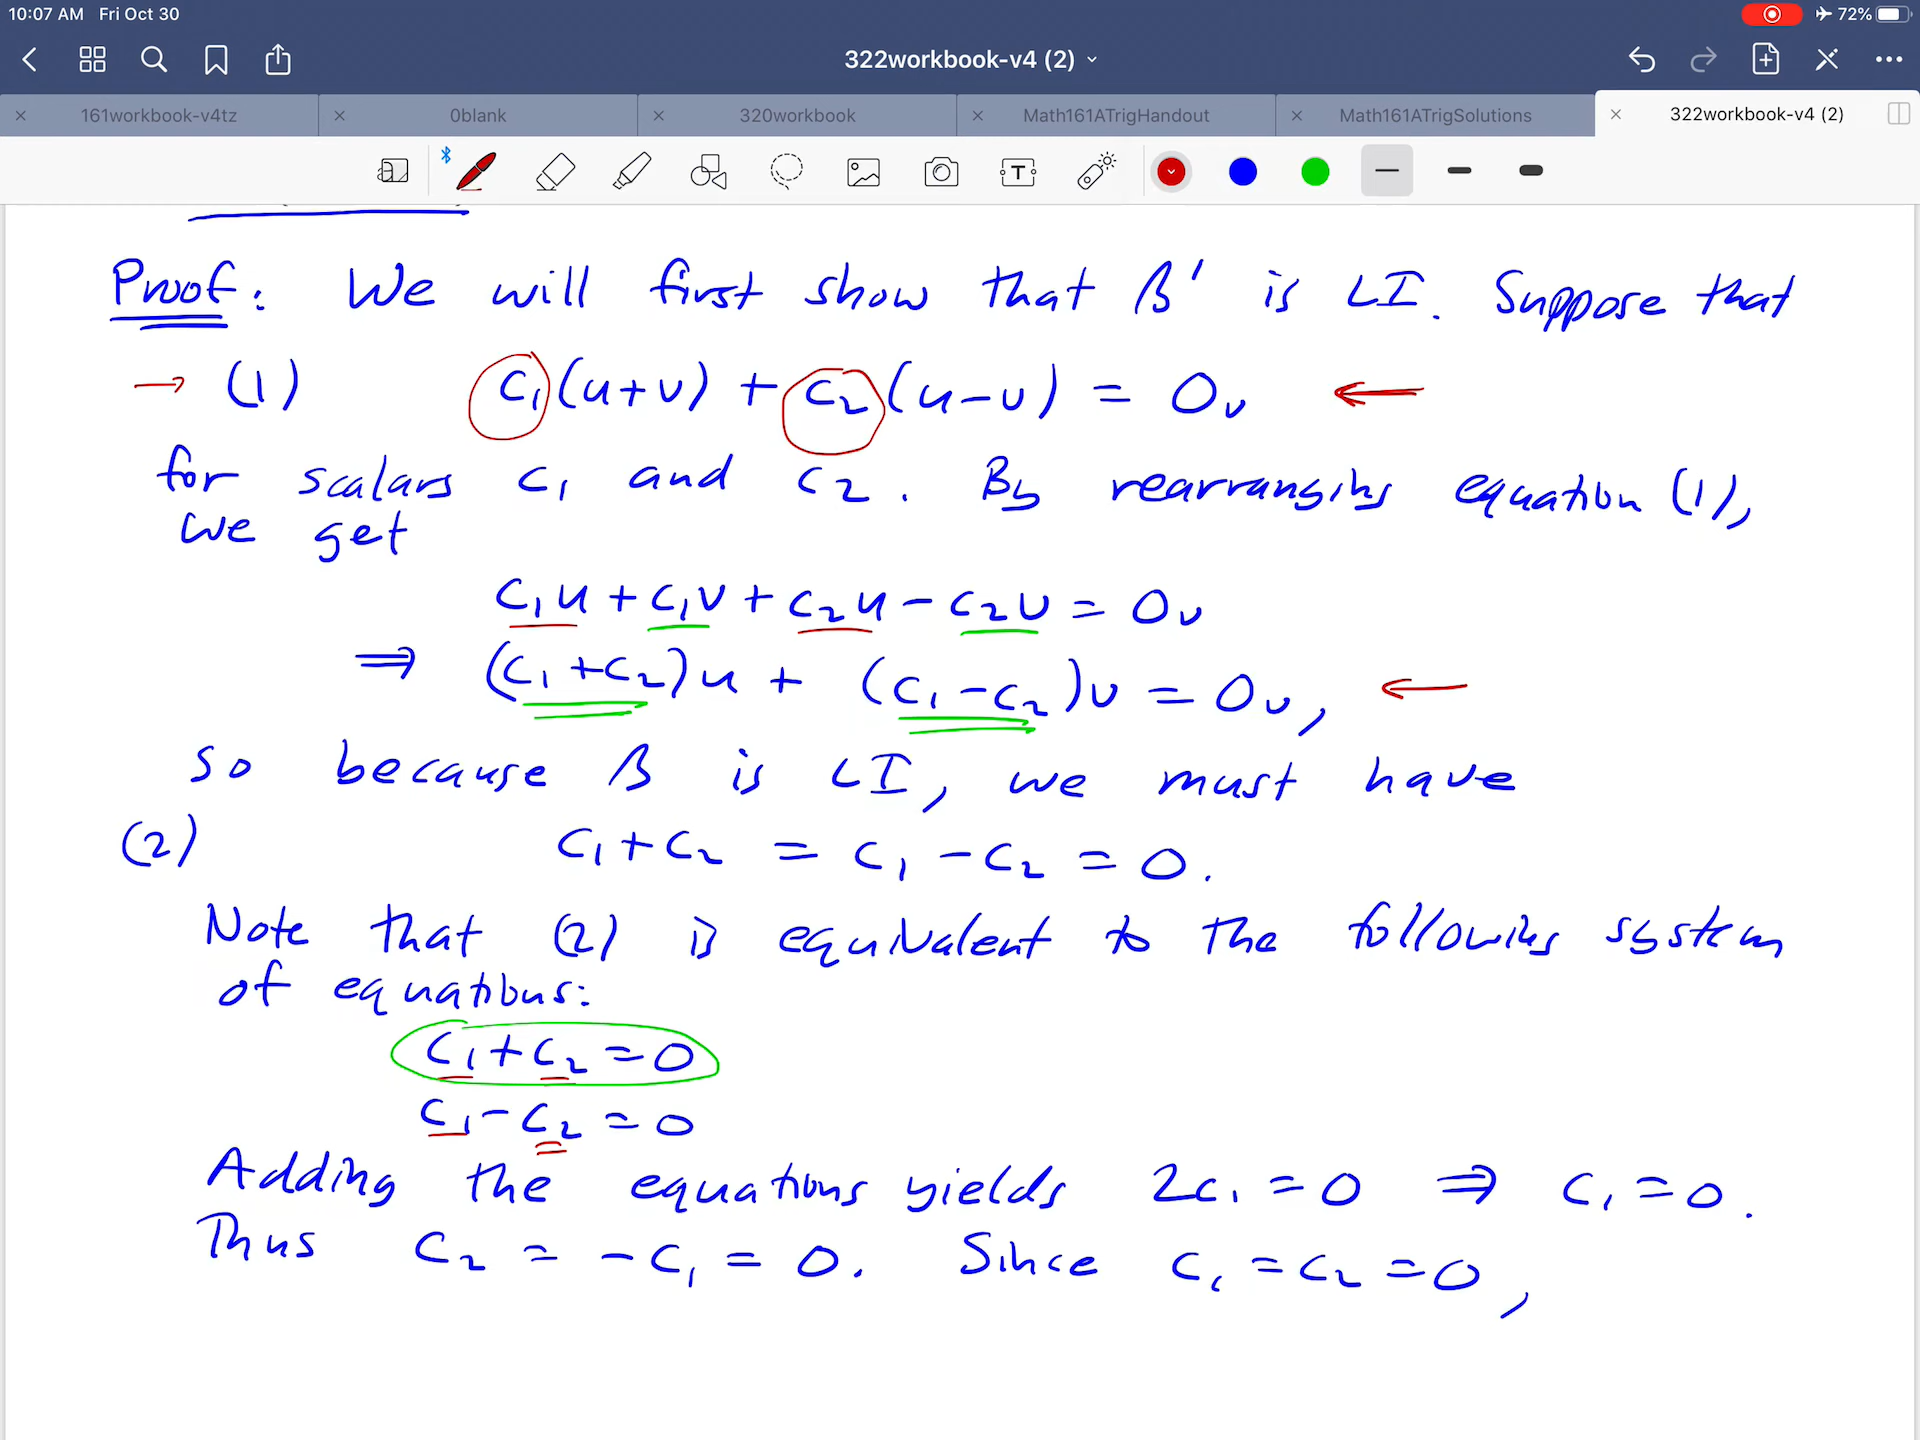 10:07 AM Fri Oct 30
72%
322workbook-v4 (2)
161workbook-v4tz
0blank
320workbook
Math161ATrigHandout
Math161ATrigSolutions
322workbook-v4 (2)
Proof: We will first show that β' is LI. Suppose that
→ (1) c₁(u+v) + c₂(u-v) = 0ᵥ ←
for scalars c₁ and c₂. By rearranging equation (1),
we get
c₁u + c₁v + c₂u - c₂v = 0ᵥ
⇒ (c₁+c₂)u + (c₁-c₂)v = 0ᵥ, ←
so because β is LI, we must have
(2) c₁+c₂ = c₁-c₂ = 0.
Note that (2) is equivalent to the following system
of equations:
c₁+c₂=0
c₁-c₂=0
Adding the equations yields 2c₁=0 ⇒ c₁=0.
Thus c₂ = -c₁ = 0. Since c₁=c₂=0,